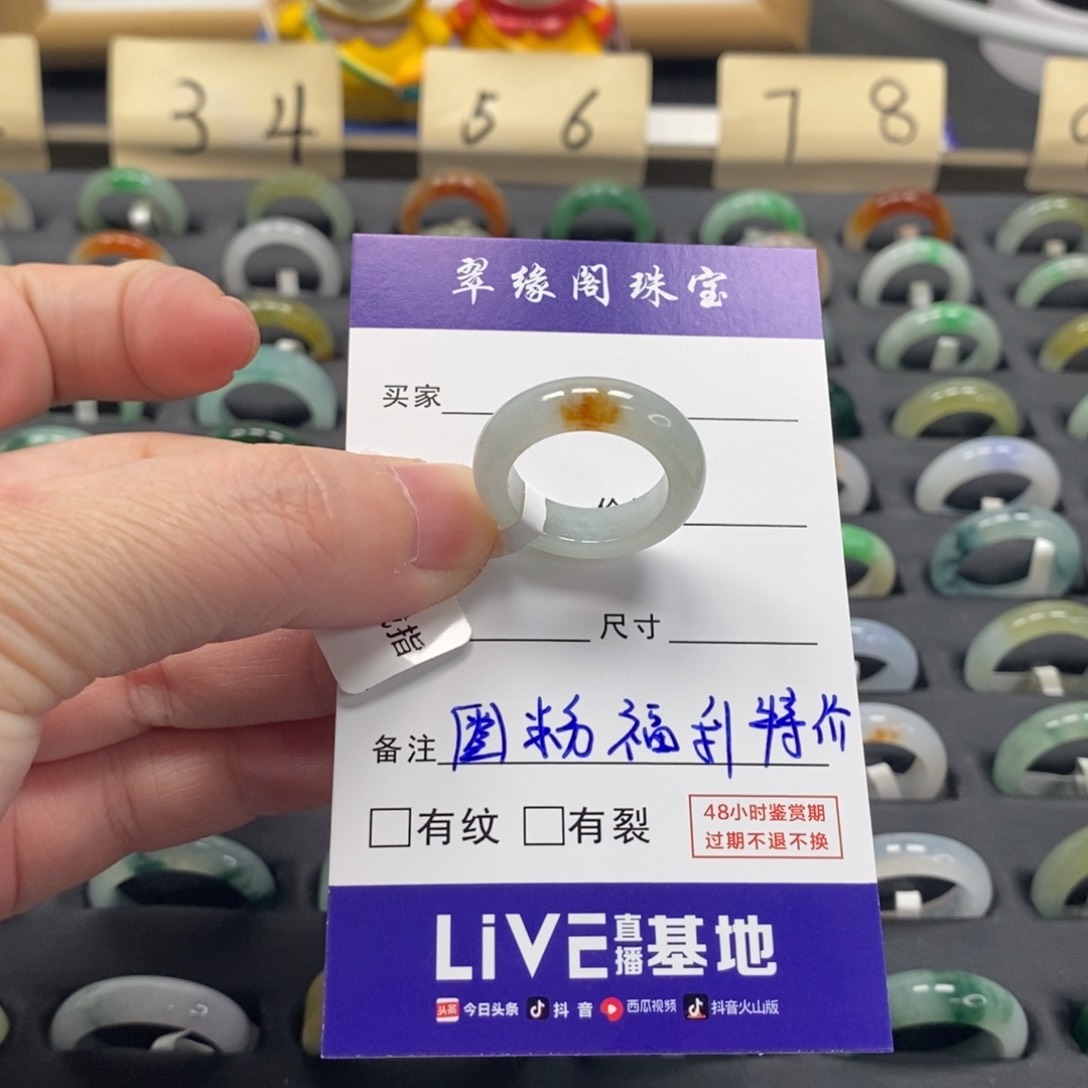 3 4
5 6
7 8
翠缘阁珠宝
买家
尺寸
指
备注 圈粉福利特价
□有纹 □有裂
48小时鉴赏期
过期不退不换
LiVE直播基地
头条 今日头条 抖音 西瓜视频 抖音火山版